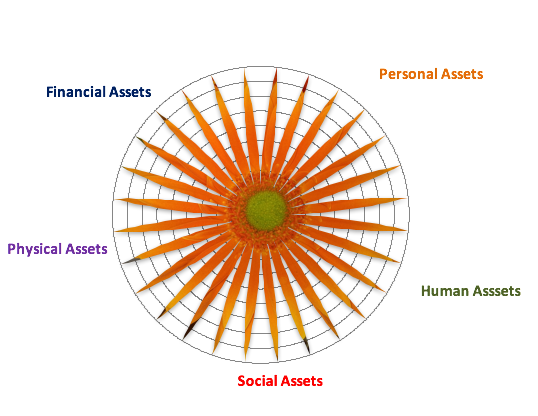 Personal Assets
Financial Assets
Physical Assets
Human Asssets
Social Assets